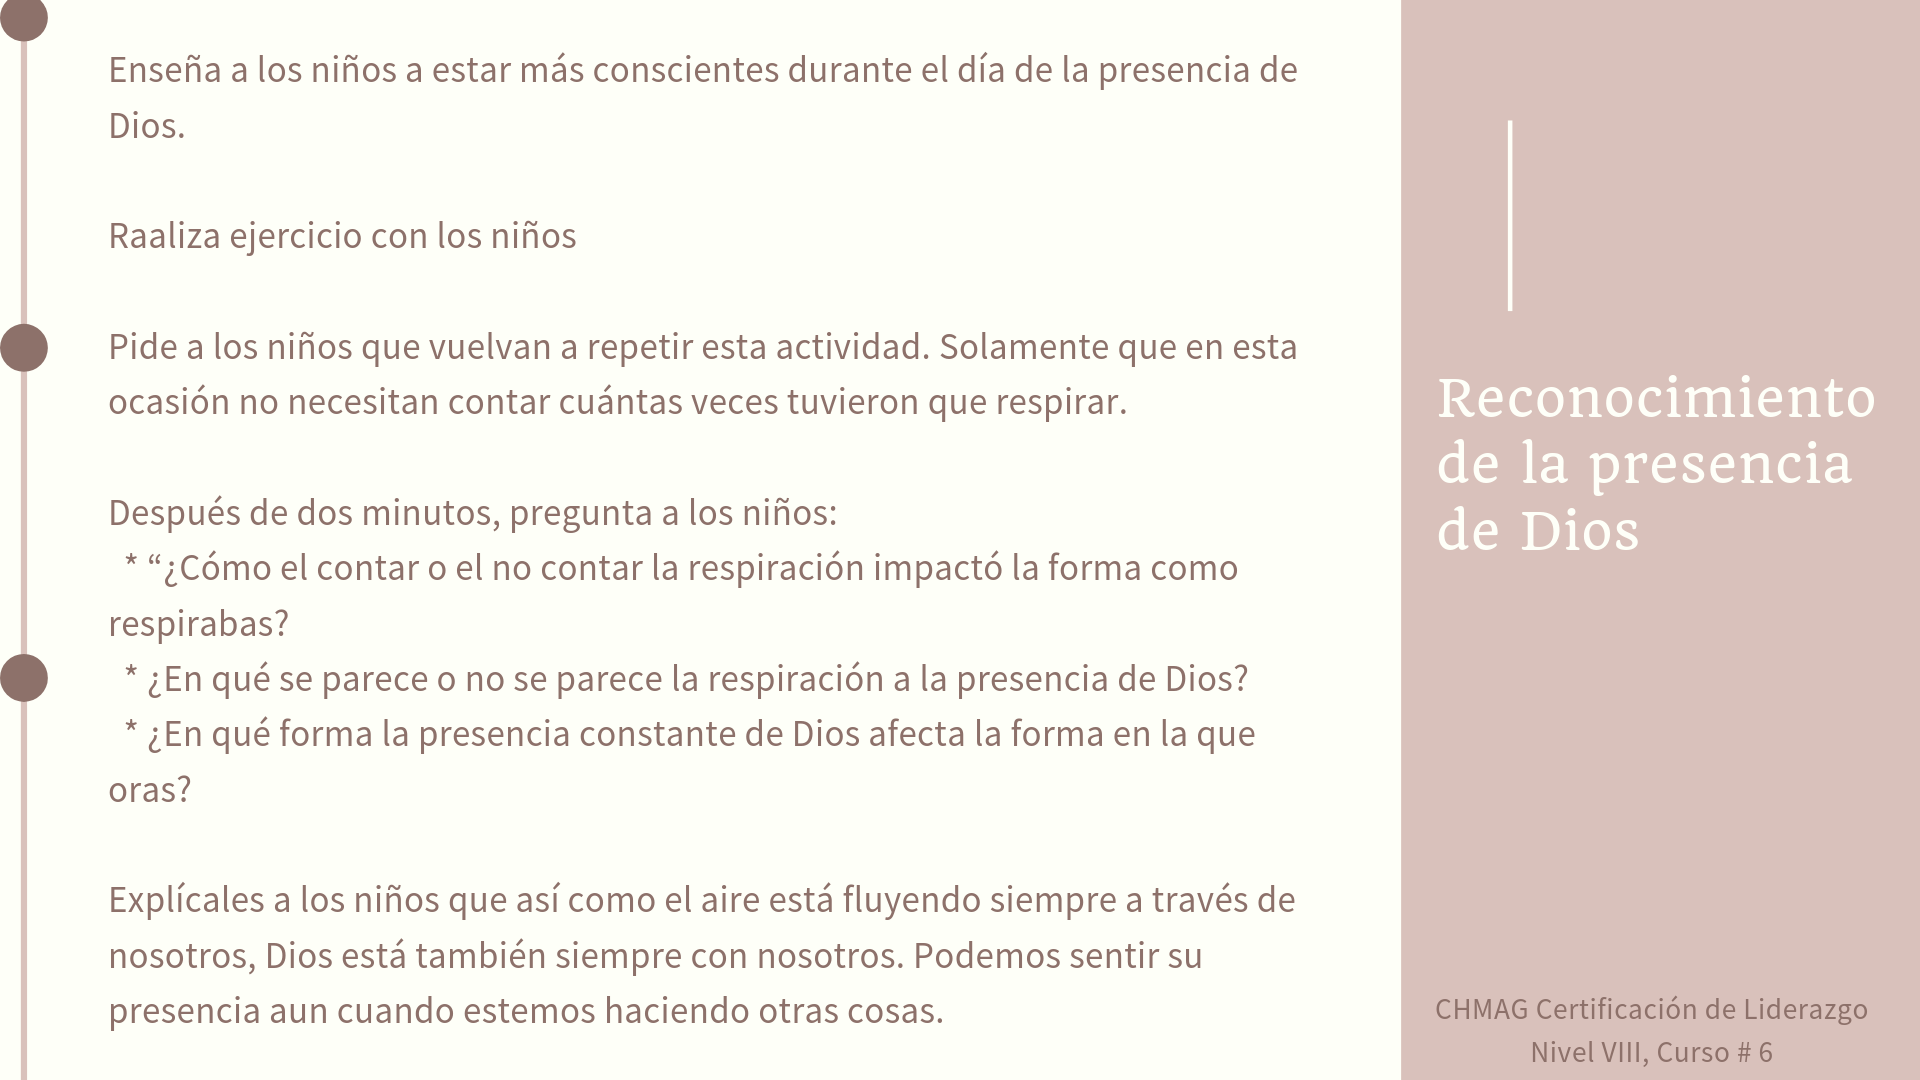 Enseña a los niños a estar más conscientes durante el día de la presencia de
Dios.
Raaliza ejercicio con los niños
Pide a los niños que vuelvan a repetir esta actividad. Solamente que en esta
ocasión no necesitan contar cuántas veces tuvieron que respirar.
Después de dos minutos, pregunta a los niños:
* “¿Cómo el contar o el no contar la respiración impactó la forma como
respirabas?
* ¿En qué se parece o no se parece la respiración a la presencia de Dios?
* ¿En qué forma la presencia constante de Dios afecta la forma en la que
oras?
Explícales a los niños que así como el aire está fluyendo siempre a través de
nosotros, Dios está también siempre con nosotros. Podemos sentir su
presencia aun cuando estemos haciendo otras cosas.
Reconocimiento
de la presencia
de Dios
CHMAG Certificación de Liderazgo
Nivel VIII, Curso # 6